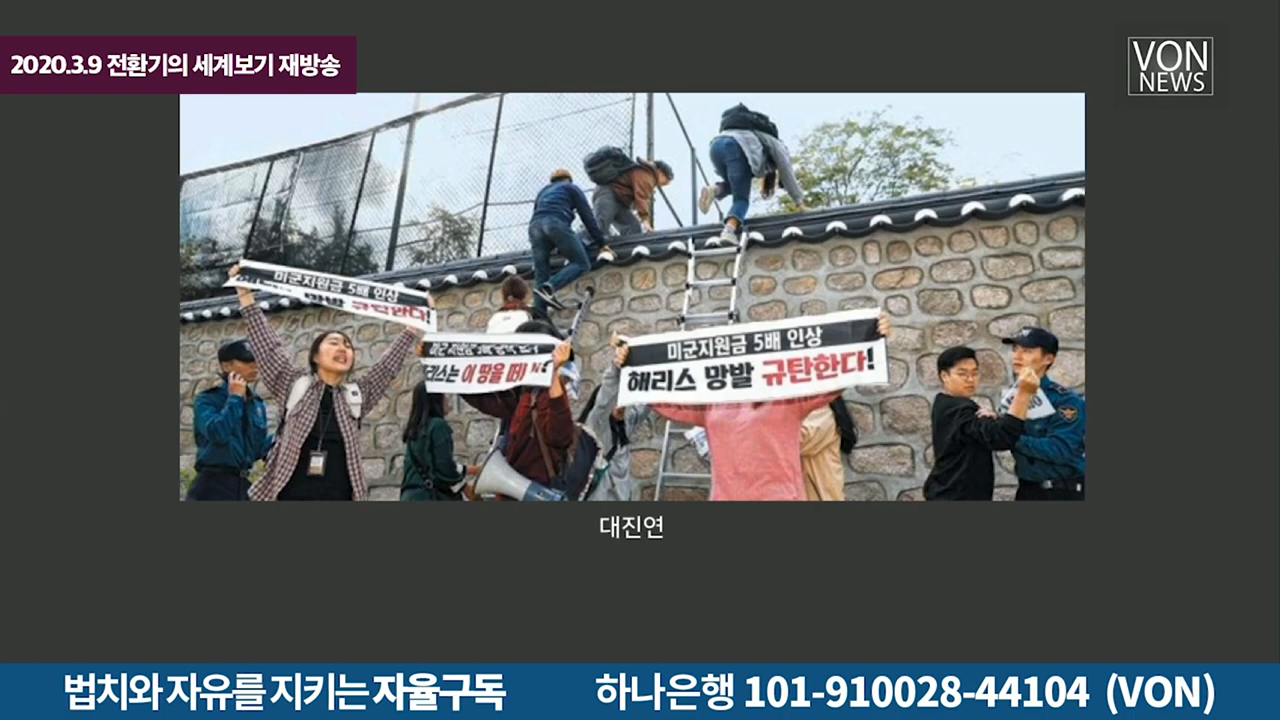 2020.3.9 전환기의 세계보기 재방송
VON
NEWS
미군지원금 5배 인상
망발 규탄한다!
이 땅을 떠나
미군지원금 5배 인상
해리스 망발 규탄한다!
대진연
법치와 자유를 지키는 자율구독
하나은행 101-910028-44104 (VON)